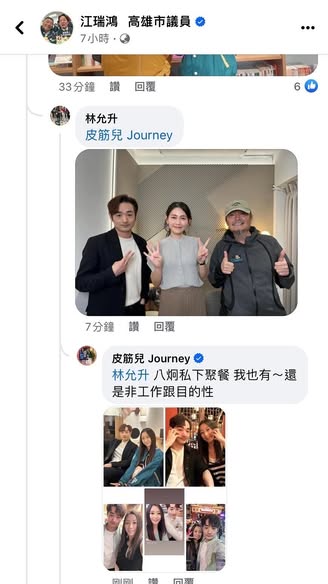 江瑞鴻 高雄市議員
7小時·
33分鐘 讚 回覆 6
林允升
皮筋兒 Journey
7分鐘 讚 回覆
皮筋兒 Journey
林允升 八炯私下聚餐 我也有～還
是非工作跟目的性
剛剛 讚 回覆